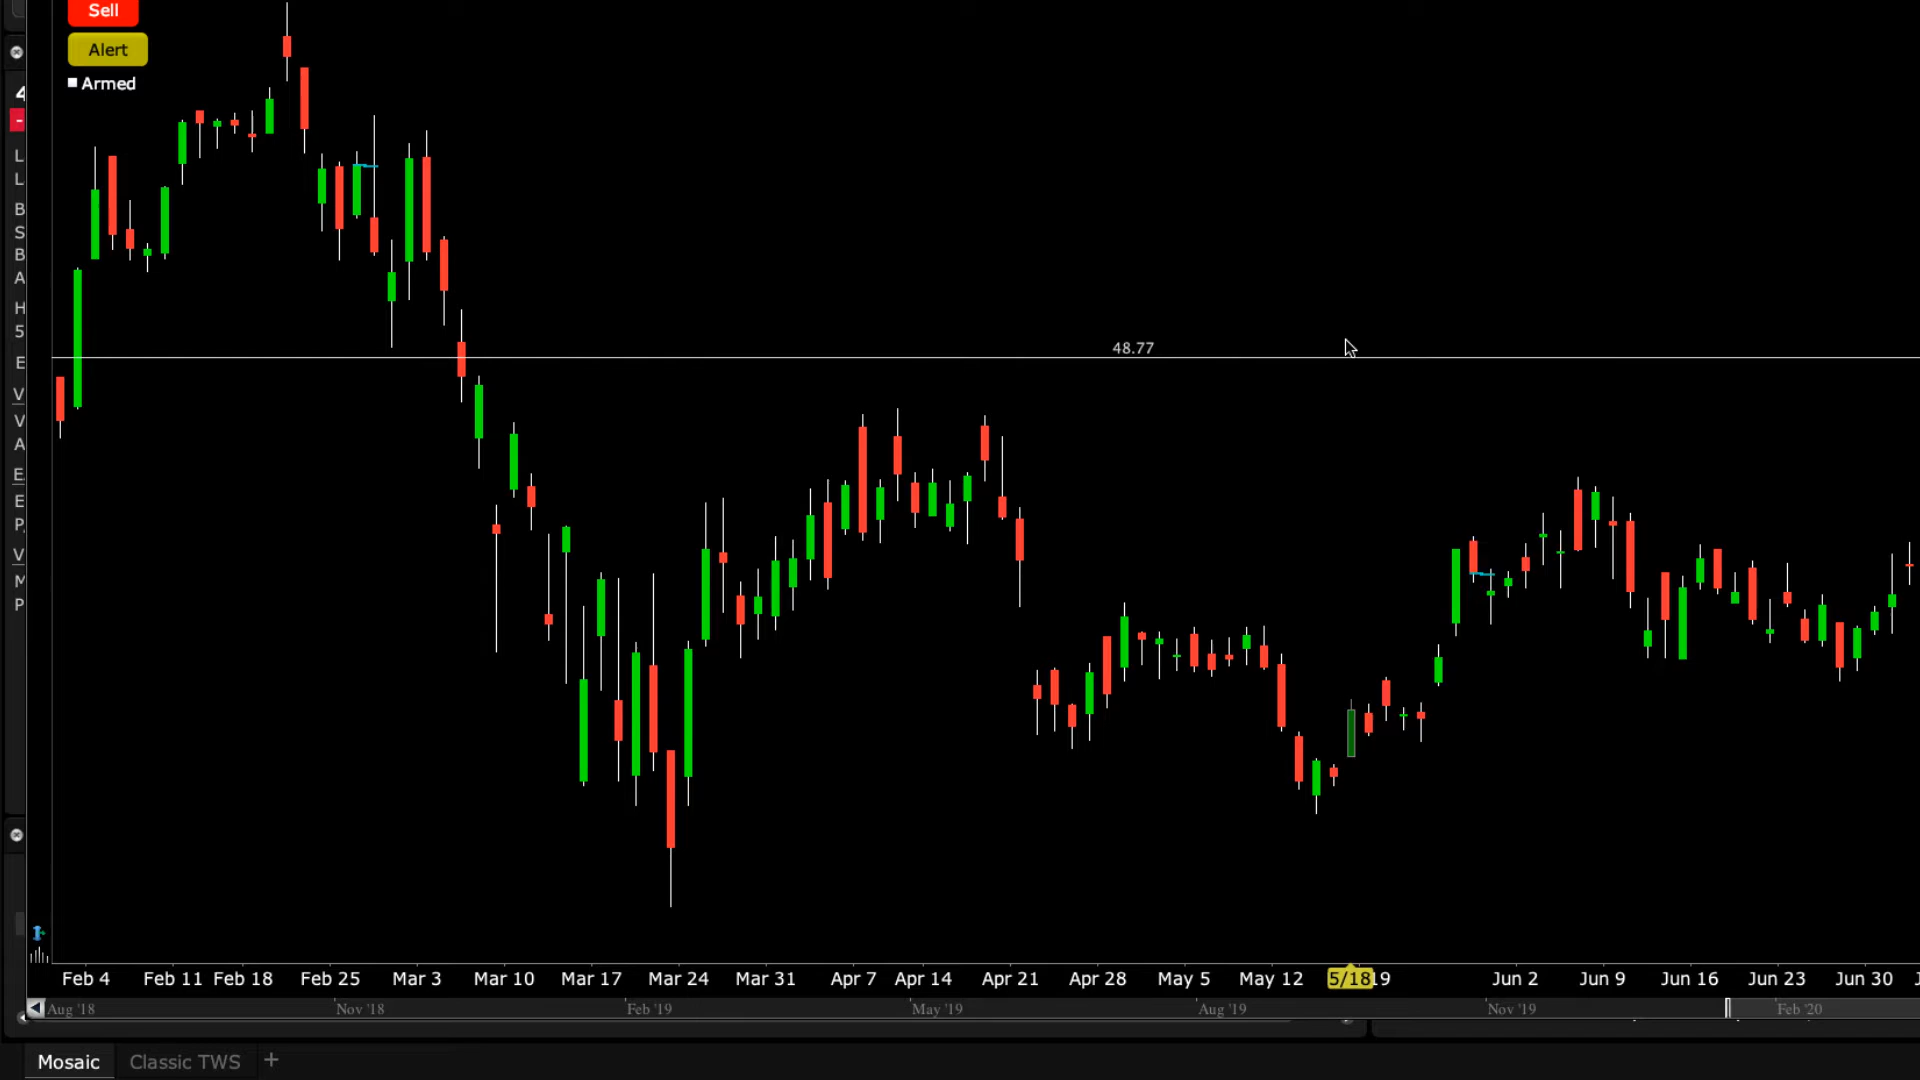 Sell
Alert
Armed
4
-
L
L
B
S
B
A
H
5
E
V
V
A
E
E
P
V
M
P
48.77
Feb 4 Feb 11 Feb 18 Feb 25 Mar 3 Mar 10 Mar 17 Mar 24 Mar 31 Apr 7 Apr 14 Apr 21 Apr 28 May 5 May 12 5/18 9 Jun 2 Jun 9 Jun 16 Jun 23 Jun 30
Aug '18 Nov '18 Feb '19 May '19 Aug '19 Nov '19 Feb '20
Mosaic Classic TWS +